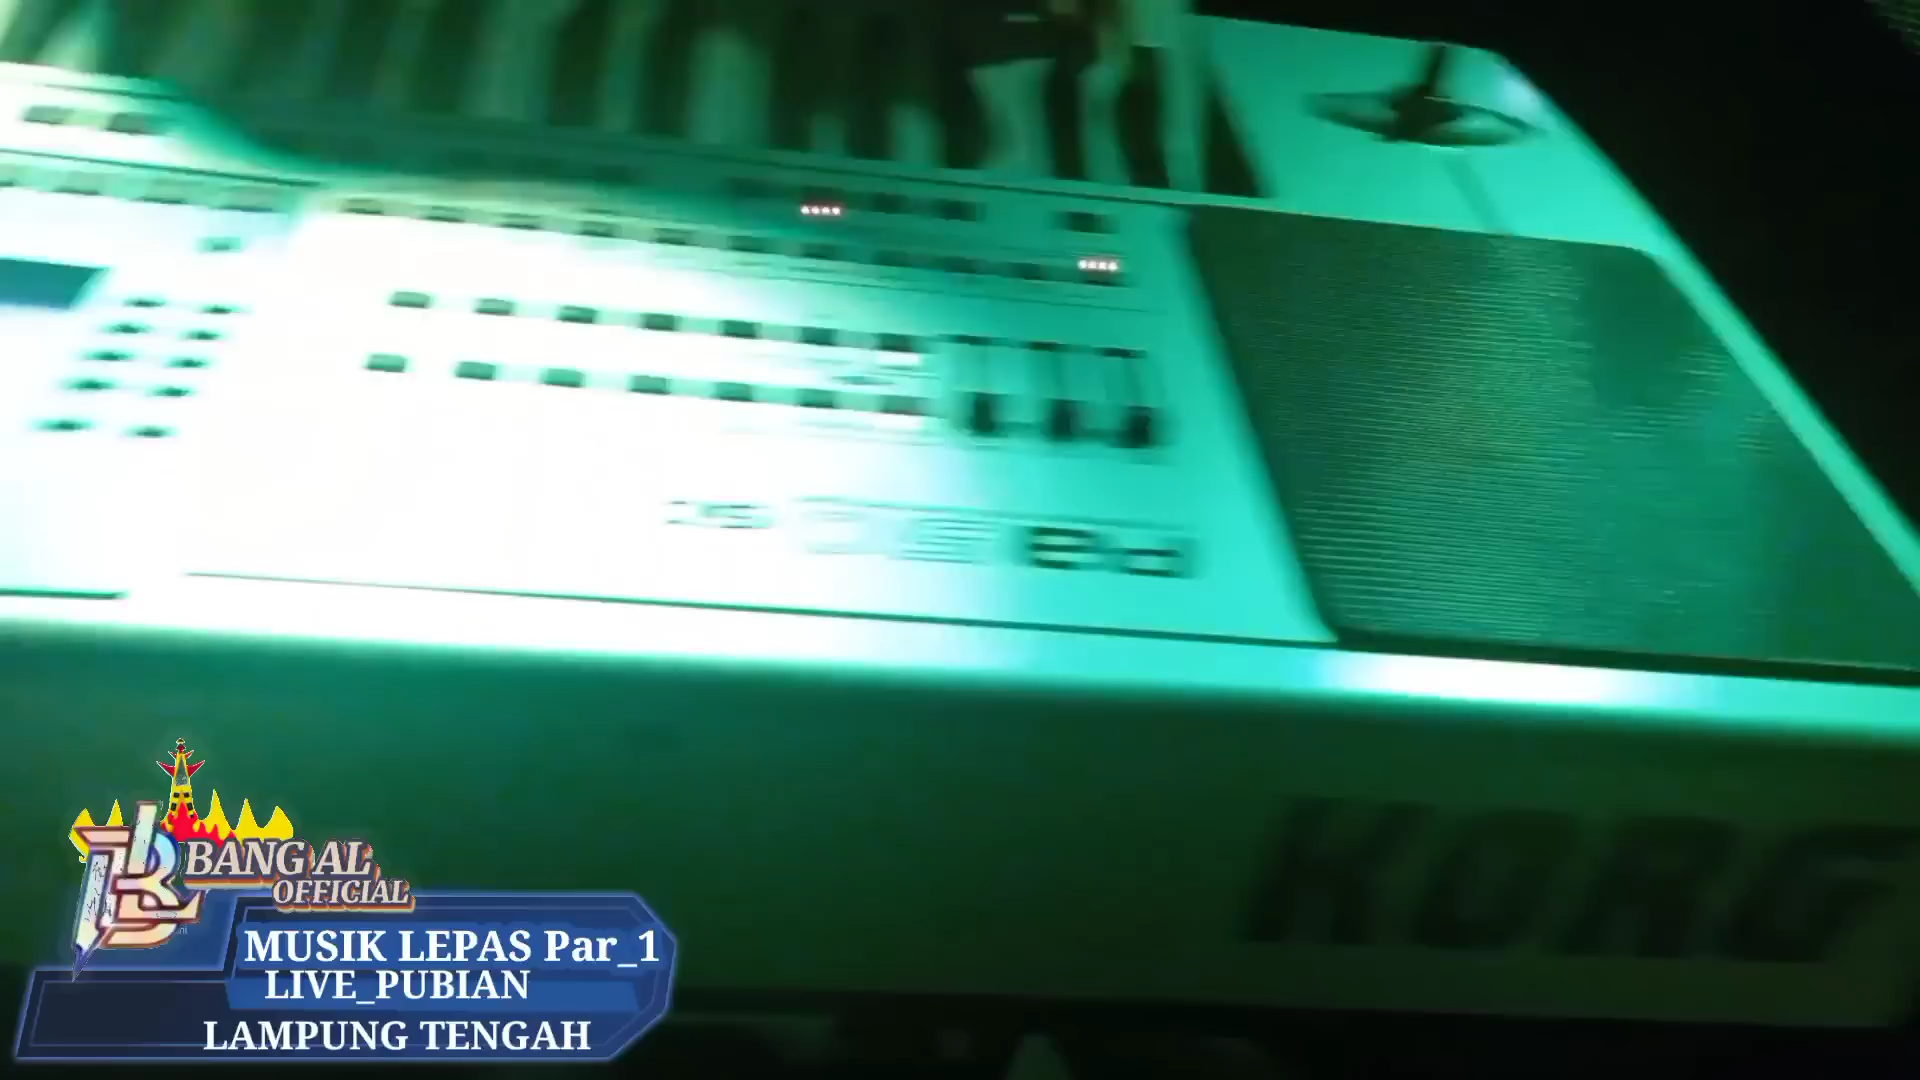 KORG
BANG AL
OFFICIAL
MUSIK LEPAS Par_1
LIVE_PUBIAN
LAMPUNG TENGAH